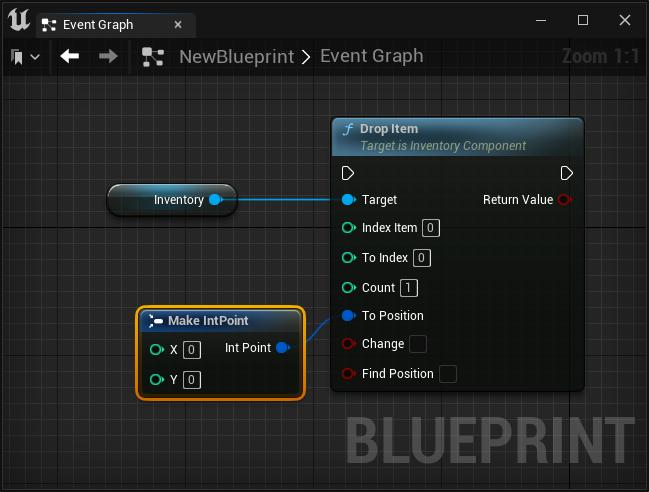 Event Graph
NewBlueprint > Event Graph
Zoom 1:1
Drop Item
Target is Inventory Component
Inventory
Target
Return Value
Index Item 0
To Index 0
Count 1
To Position
Change
Find Position
Make IntPoint
X 0
Int Point
Y 0
BLUEPRINT